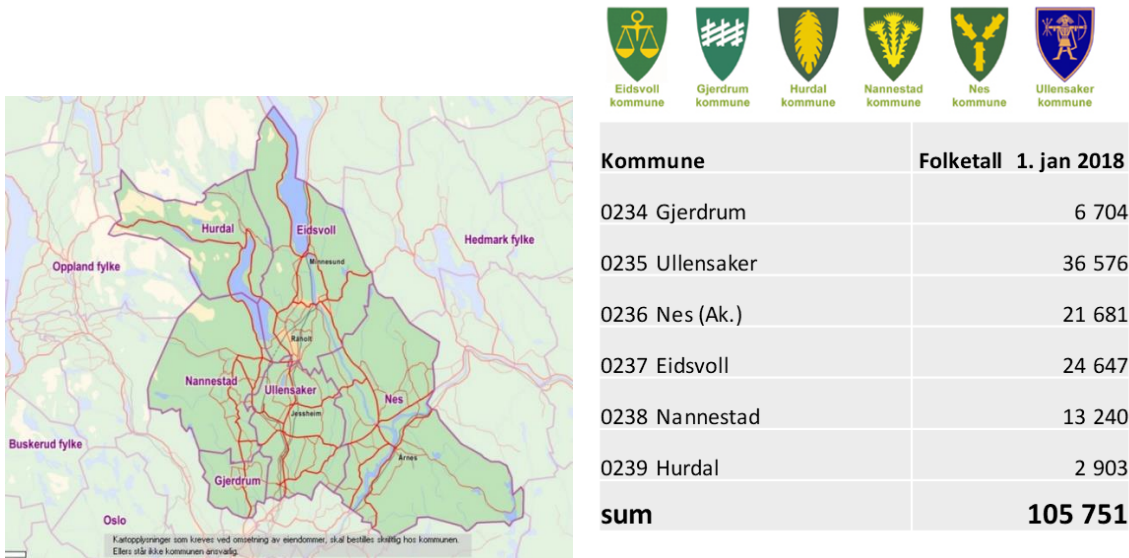 Eidsvoll Gjerdrum Hurdal Nannestad Nes Ullensaker
kommune kommune kommune kommune kommune kommune
Hurdal
Eidsvoll
Hedmark fylke
Minnesund
Oppland fylke
Råholt
Nannestad
Ullensaker
Nes
Jessheim
Buskerud fylke
Årnes
Gjerdrum
Oslo
Kartopplysninger som kreves ved omsetning av eiendommer, skal bestilles skriftlig hos kommunen.
Ellers står ikke kommunen ansvarlig.
Kommune Folketall 1. jan 2018
0234 Gjerdrum 6 704
0235 Ullensaker 36 576
0236 Nes (Ak.) 21 681
0237 Eidsvoll 24 647
0238 Nannestad 13 240
0239 Hurdal 2 903
sum 105 751